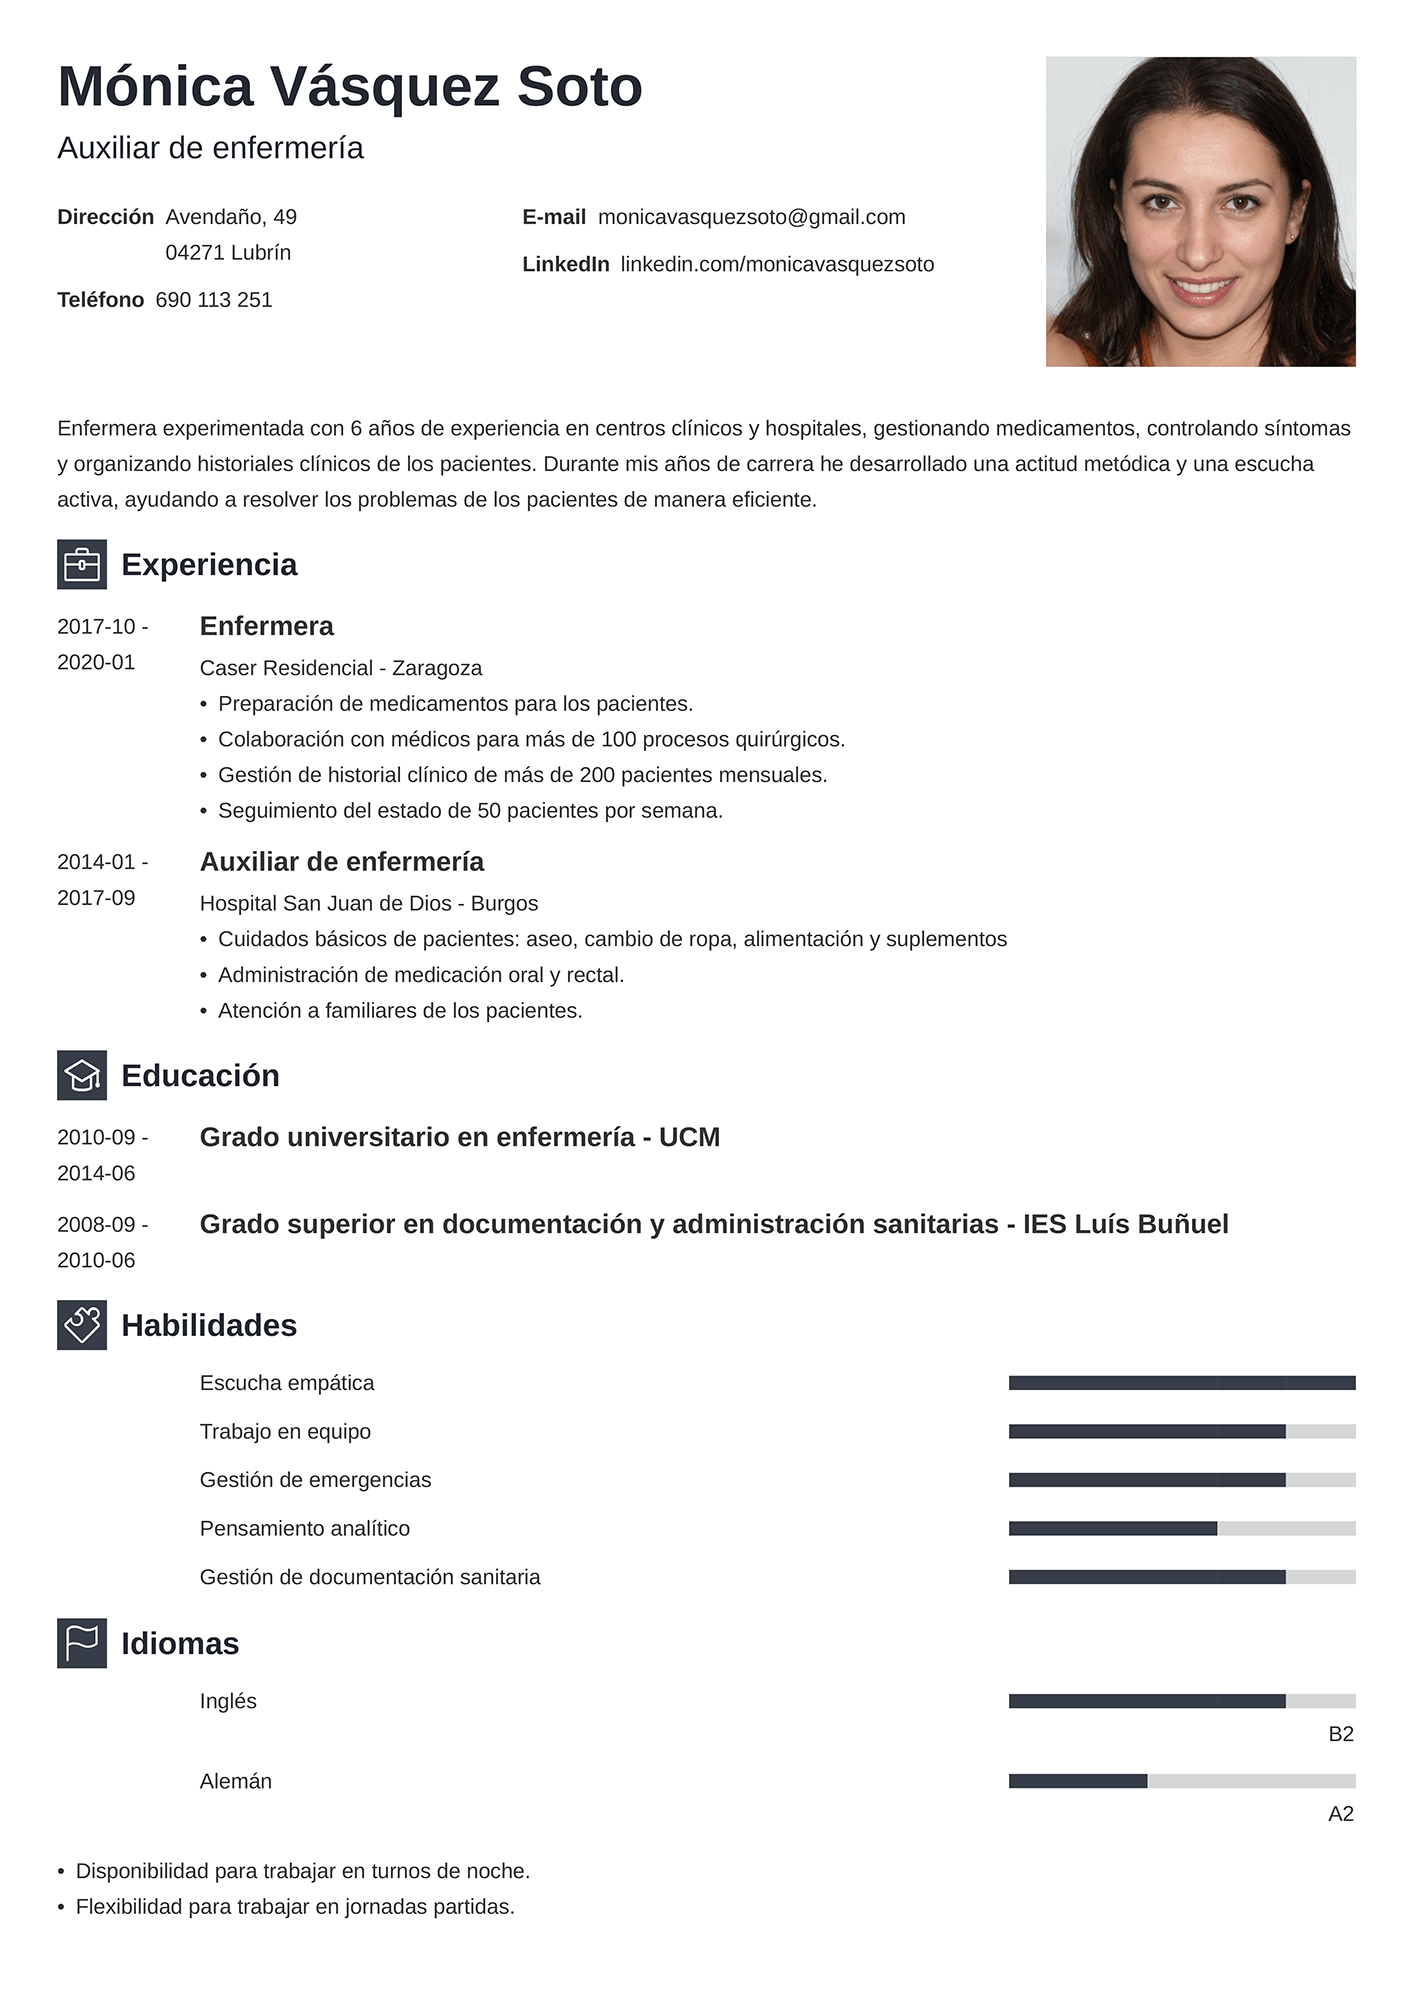 Mónica Vásquez Soto
Auxiliar de enfermería
Dirección Avendaño, 49
04271 Lubrín
Teléfono 690 113 251
E-mail monicavasquezsoto@gmail.com
LinkedIn linkedin.com/monicavasquezsoto
Enfermera experimentada con 6 años de experiencia en centros clínicos y hospitales, gestionando medicamentos, controlando síntomas
y organizando historiales clínicos de los pacientes. Durante mis años de carrera he desarrollado una actitud metódica y una escucha
activa, ayudando a resolver los problemas de los pacientes de manera eficiente.
Experiencia
2017-10 -
2020-01
Enfermera
Caser Residencial - Zaragoza
• Preparación de medicamentos para los pacientes.
• Colaboración con médicos para más de 100 procesos quirúrgicos.
• Gestión de historial clínico de más de 200 pacientes mensuales.
• Seguimiento del estado de 50 pacientes por semana.
2014-01 -
2017-09
Auxiliar de enfermería
Hospital San Juan de Dios - Burgos
• Cuidados básicos de pacientes: aseo, cambio de ropa, alimentación y suplementos
• Administración de medicación oral y rectal.
• Atención a familiares de los pacientes.
Educación
2010-09 -
2014-06
Grado universitario en enfermería - UCM
2008-09 -
2010-06
Grado superior en documentación y administración sanitarias - IES Luís Buñuel
Habilidades
Escucha empática
Trabajo en equipo
Gestión de emergencias
Pensamiento analítico
Gestión de documentación sanitaria
Idiomas
Inglés
B2
Alemán
A2
• Disponibilidad para trabajar en turnos de noche.
• Flexibilidad para trabajar en jornadas partidas.